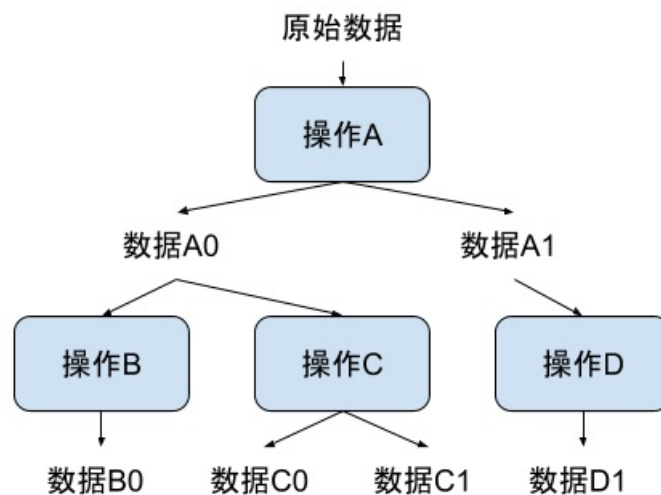 原始数据
操作A
数据A0
数据A1
操作B
操作C
操作D
数据B0
数据C0
数据C1
数据D1